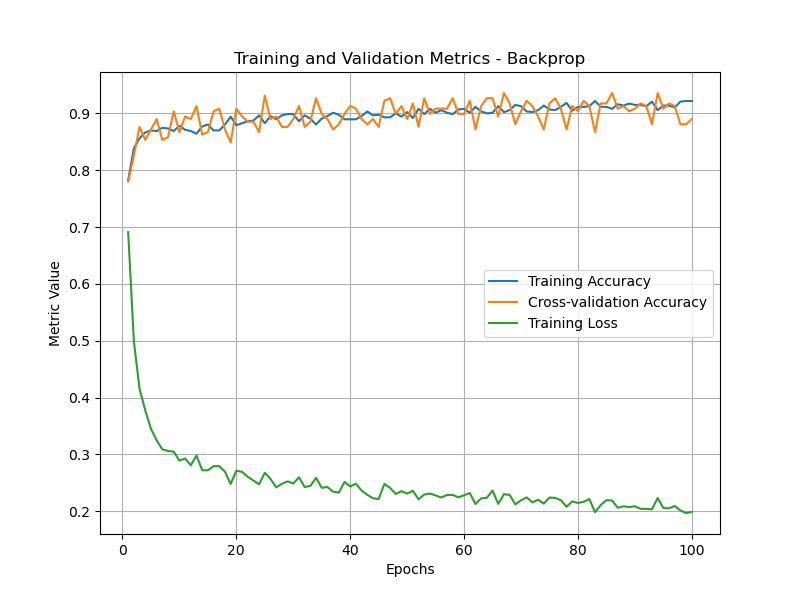 Training and Validation Metrics - Backprop
Metric Value
0.9
0.8
0.7
0.6
0.5
0.4
0.3
0.2
Training Accuracy
Cross-validation Accuracy
Training Loss
0 20 40 60 80 100
Epochs